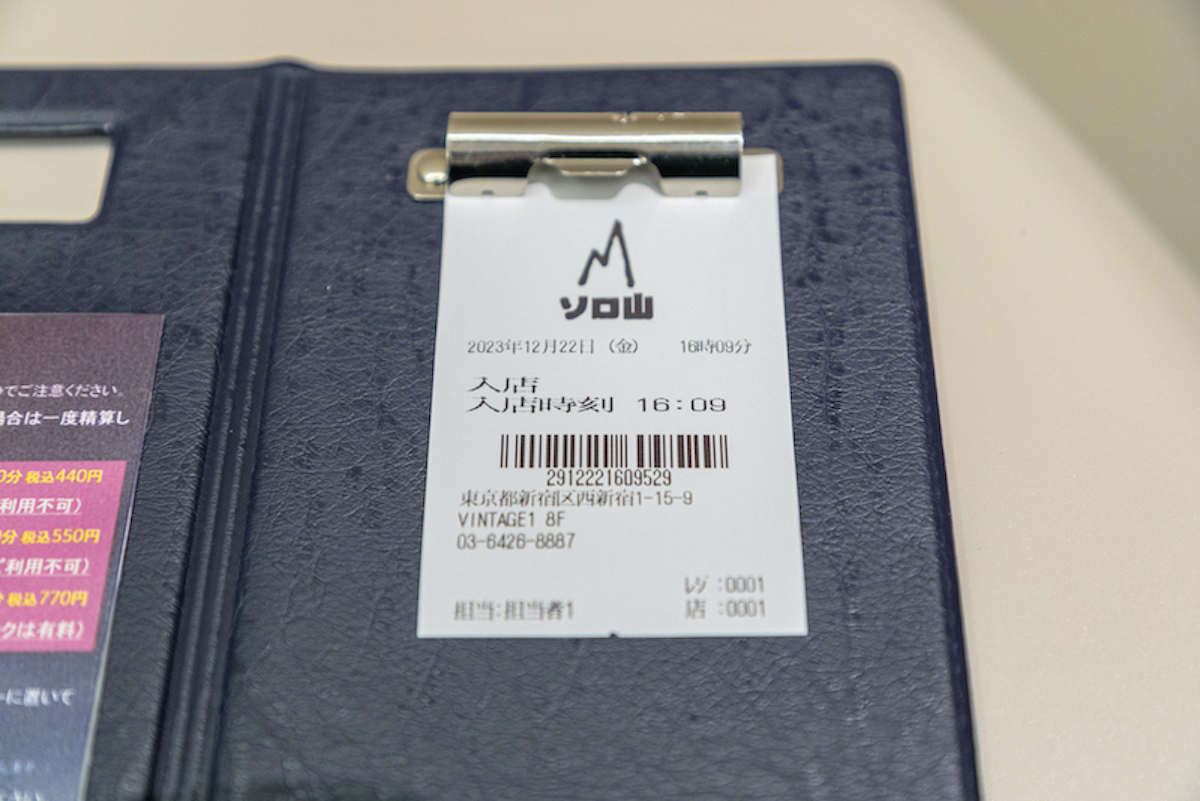 でご注意ください。
場合は一度精算し
0分 税込440円
利用不可)
分 税込550円
利用不可)
税込770円
クは有料)
に置いて
ソロ山
2023年12月22日(金) 16時09分
入店
入店時刻 16:09
2912221609529
東京都新宿区西新宿1-15-9
VINTAGE1 8F
03-6426-8887
レジ:0001
担当:担当者1 店:0001